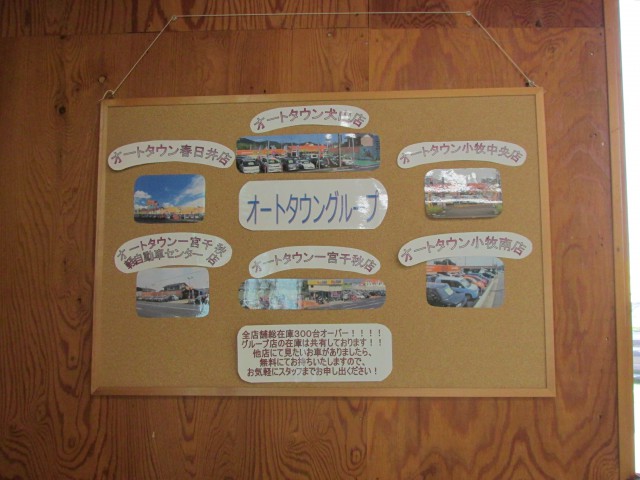 オートタウン犬山店
オートタウン春日井店
オートタウン小牧中央店
オートタウングループ
オートタウン一宮千秋
軽自動車センター店
オートタウン一宮千秋店
オートタウン小牧南店
全店舗総在庫300台オーバー！！！！
グループ店の在庫は共有しております！！
他店にて見たいお車がありましたら、
無料にてお持ちいたしますので、
お気軽にスタッフまでお申し出ください！